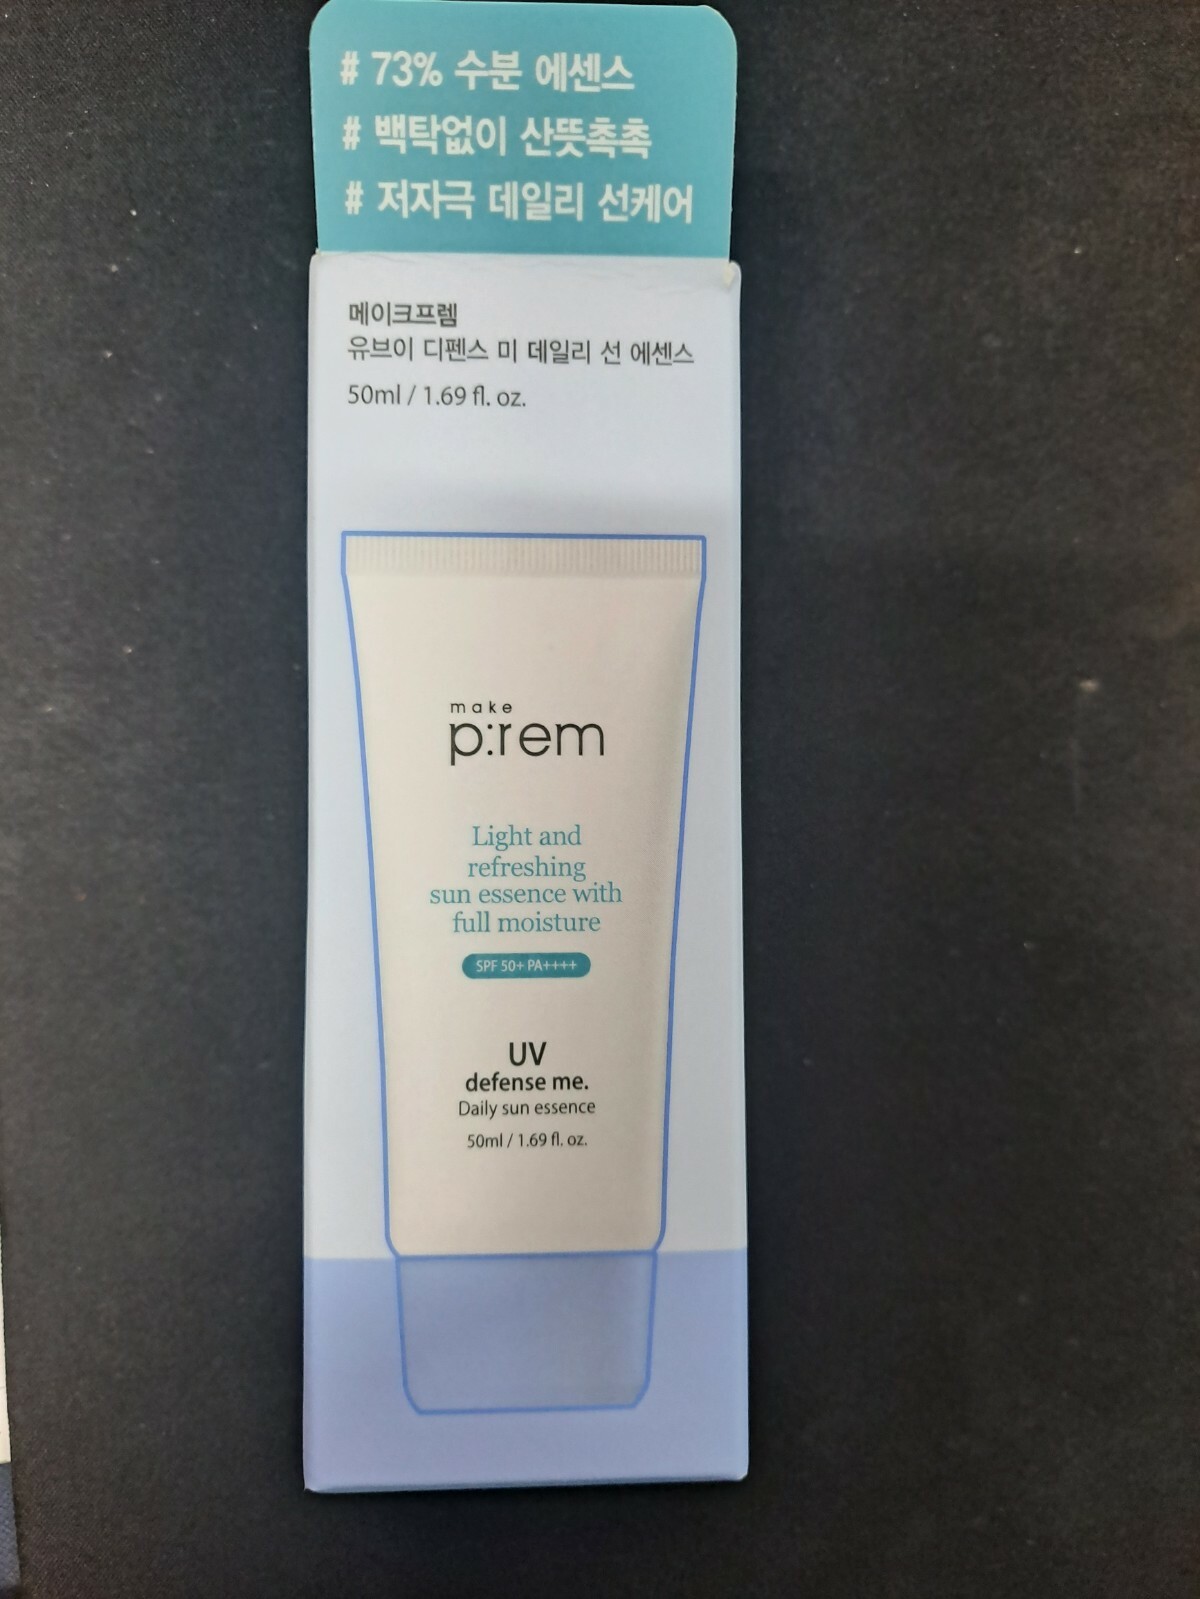 # 73% 수분 에센스
# 백탁없이 산뜻촉촉
# 저자극 데일리 선케어
메이크프렘
유브이 디펜스 미 데일리 선 에센스
50ml / 1.69 fl. oz.
make
p:rem
Light and
refreshing
sun essence with
full moisture
SPF 50+ PA++++
UV
defense me.
Daily sun essence
50ml / 1.69 fl. oz.